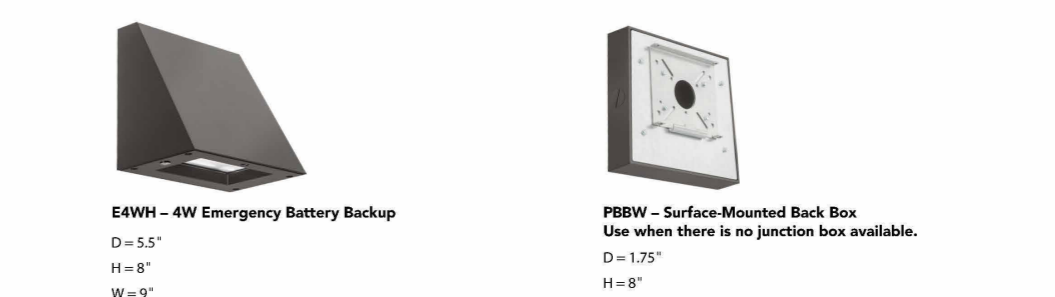 E4WH – 4W Emergency Battery Backup
D = 5.5"
H = 8"
W = 9"
PBBW – Surface-Mounted Back Box
Use when there is no junction box available.
D = 1.75"
H = 8"